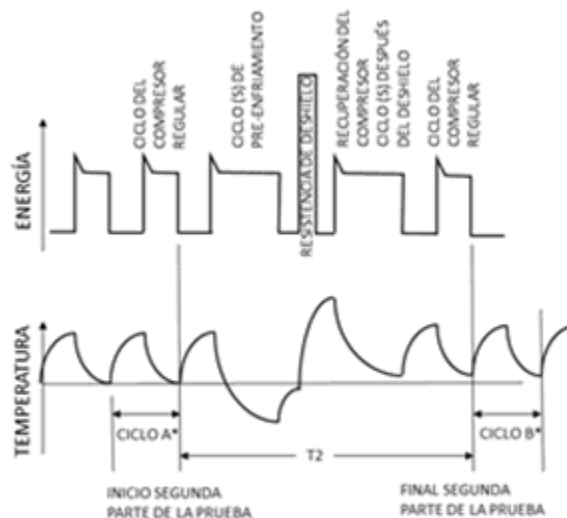 CICLO DEL
COMPRESOR
REGULAR
CICLO (S) DE
PRE-ENFRIAMIENTO
RESISTENCIA DE DESHIELO
RECUPERACIÓN DEL
COMPRESOR
CICLO (S) DESPUÉS
DEL DESHIELO
CICLO DEL
COMPRESOR
REGULAR
ENERGÍA
TEMPERATURA
CICLO A*
CICLO B*
T2
INICIO SEGUNDA
PARTE DE LA PRUEBA
FINAL SEGUNDA
PARTE DE LA PRUEBA